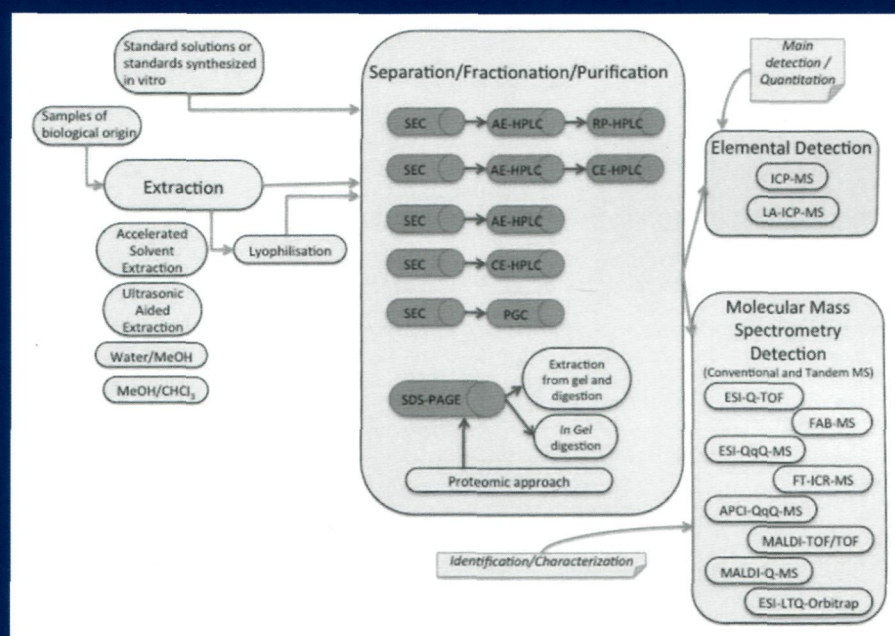 Standard solutions or
standards synthesized
in vitro
Samples of
biological origin
Extraction
Accelerated
Solvent
Extraction
Ultrasonic
Aided
Extraction
Water/MeOH
MeOH/CHCl₃
Lyophilisation
Separation/Fractionation/Purification
SEC AE-HPLC RP-HPLC
SEC AE-HPLC CE-HPLC
SEC AE-HPLC
SEC CE-HPLC
SEC PGC
SDS-PAGE
Extraction
from gel and
digestion
In Gel
digestion
Proteomic approach
Main
detection /
Quantitation
Elemental Detection
ICP-MS
LA-ICP-MS
Molecular Mass
Spectrometry
Detection
(Conventional and Tandem MS)
ESI-Q-TOF
FAB-MS
ESI-QqQ-MS
FT-ICR-MS
APCI-QqQ-MS
MALDI-TOF/TOF
MALDI-Q-MS
ESI-LTQ-Orbitrap
Identification/Characterization